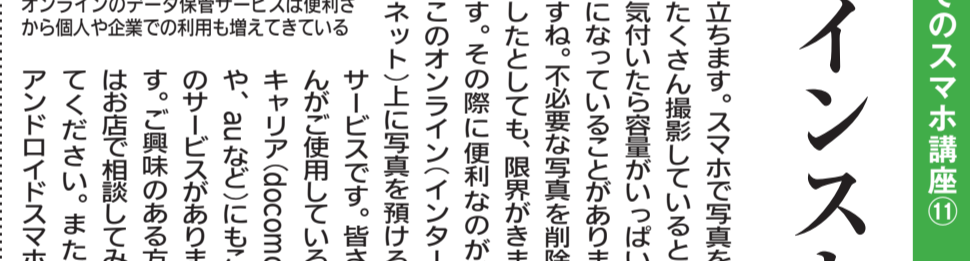 でのスマホ講座⑪
インスト
立ちます。スマホで写真を
たくさん撮影していると
気付いたら容量がいっぱい
になっていることがありま
すね。不必要な写真を削除
したとしても、限界がきま
す。その際に便利なのが
このオンライン(インター
ネット)上に写真を預ける
サービスです。皆さ
んがご使用している
キャリア(docomo
や、auなど)にもこ
のサービスがありま
す。ご興味のある方
はお店で相談してみ
てください。また
アンドロイドスマホ
オンラインのデータ保管サービスは便利さ
から個人や企業での利用も増えてきている